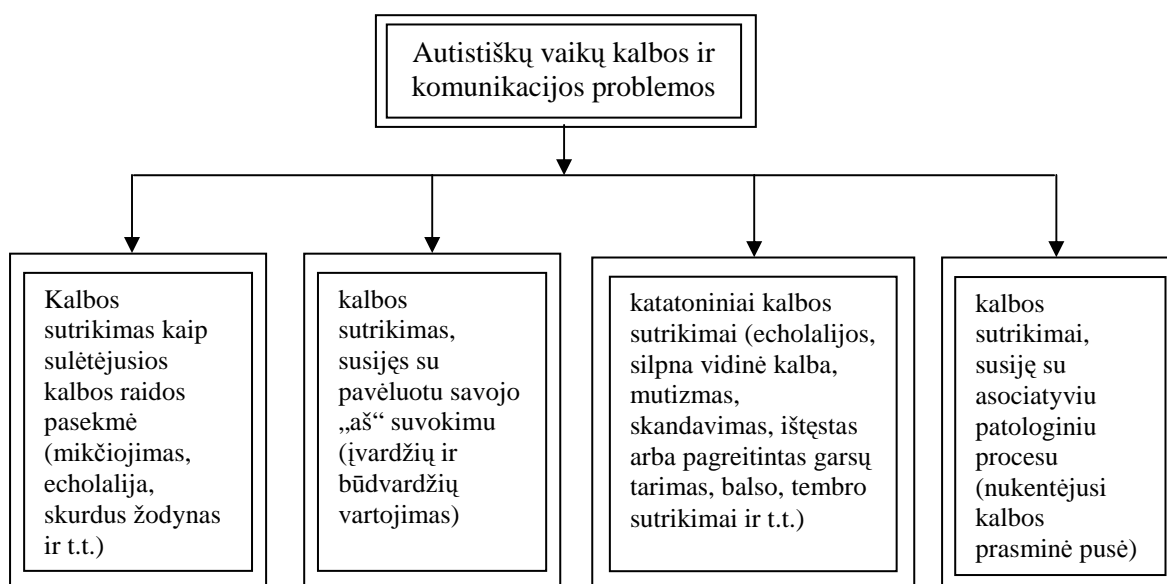 Autistiškų vaikų kalbos ir
komunikacijos problemos
Kalbos
sutrikimas kaip
sulėtėjusios
kalbos raidos
pasekmė
(mikčiojimas,
echolalija,
skurdus žodynas
ir t.t.)
kalbos
sutrikimas,
susijęs su
pavėluotu savojo
„aš“ suvokimu
(įvardžių ir
būdvardžių
vartojimas)
katatoniniai kalbos
sutrikimai (echolalijos,
silpna vidinė kalba,
mutizmas,
skandavimas, ištęstas
arba pagreitintas garsų
tarimas, balso, tembro
sutrikimai ir t.t.)
kalbos
sutrikimai,
susiję su
asociatyviu
patologiniu
procesu
(nukentėjusi
kalbos
prasminė pusė)